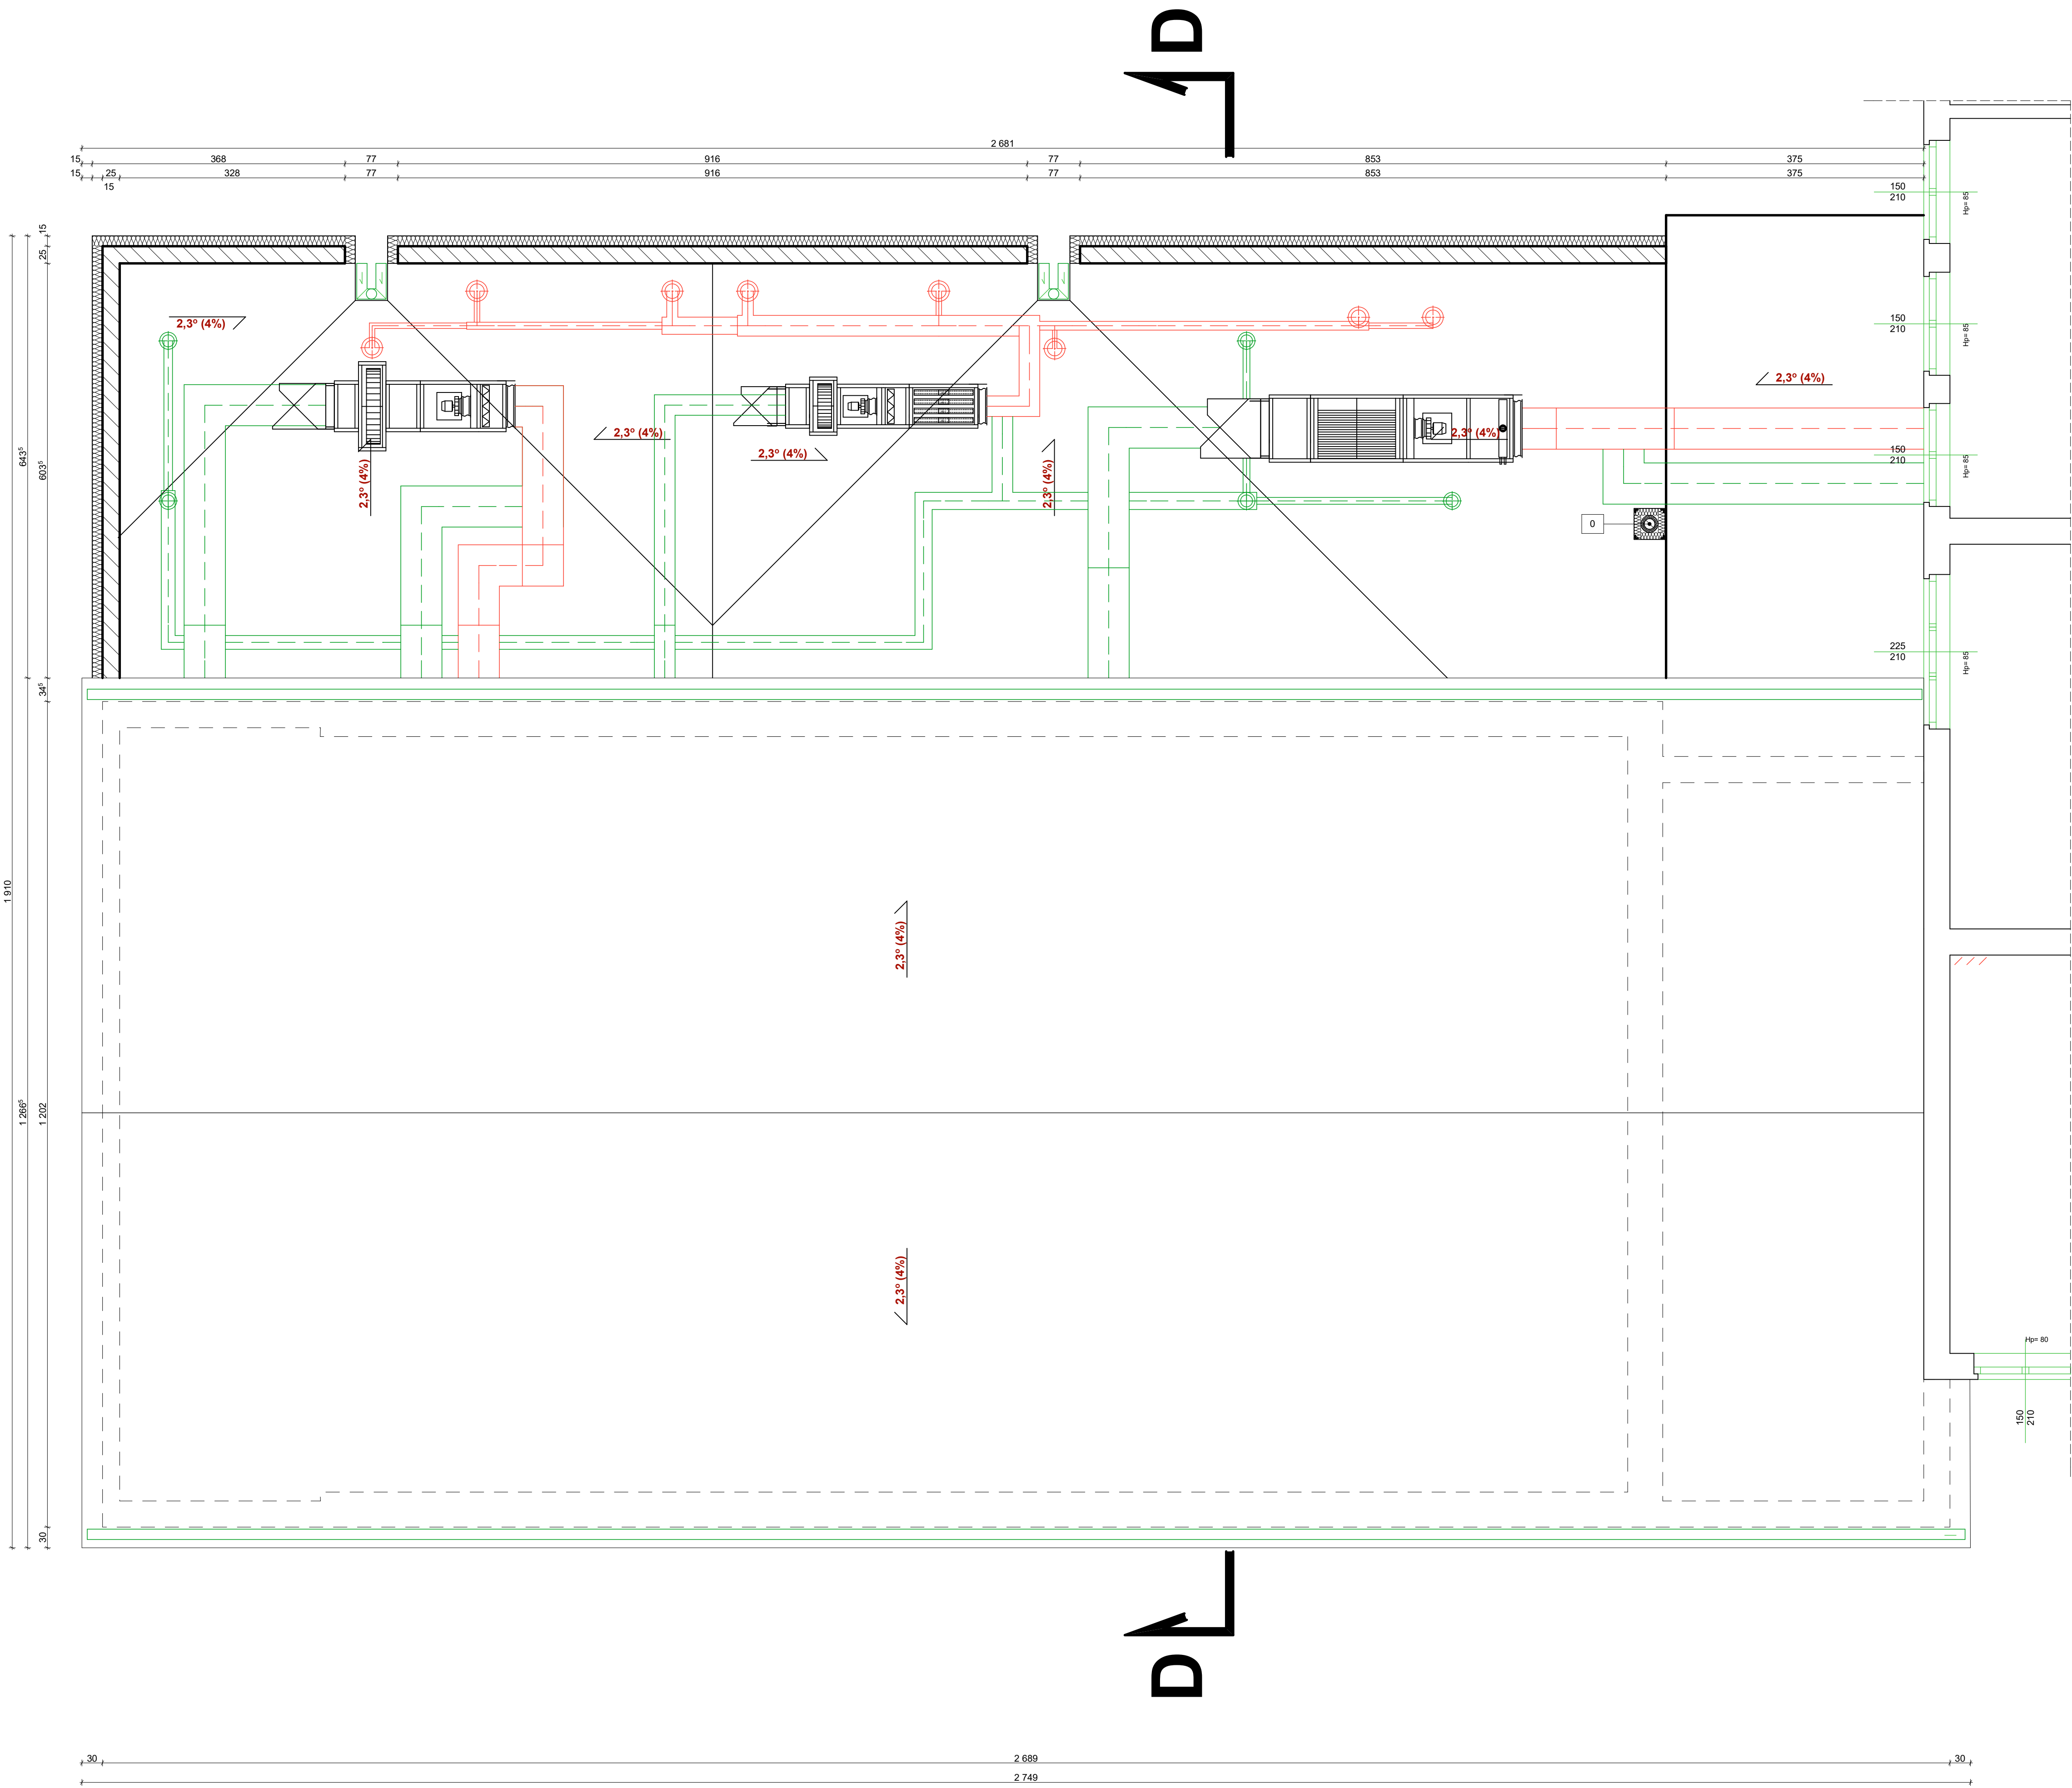 D
2 681
15
368
77
916
77
853
375
15
25
328
77
916
77
853
375
15
150
210
Hp= 85
15
25
2,3º (4%)
150
210
Hp= 85
2,3º (4%)
2,3º (4%)
2,3º (4%)
2,3º (4%)
150
210
Hp= 85
643⁵
603⁵
2,3º (4%)
2,3º (4%)
0
225
210
Hp= 85
34⁵
1 910
2,3º (4%)
1 266⁵
1 202
2,3º (4%)
Hp= 80
150
210
30
D
30
2 689
30
2 749